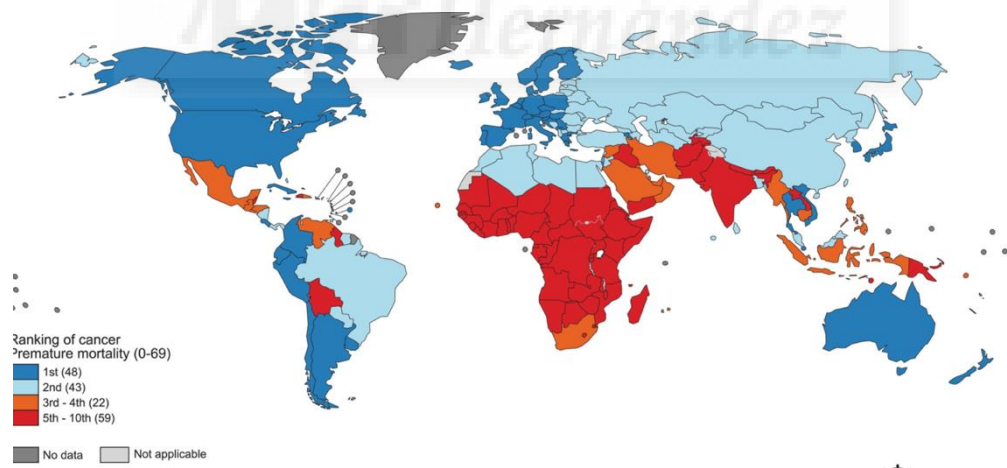 Hernández
Ranking of cancer
Premature mortality (0-69)
1st (48)
2nd (43)
3rd - 4th (22)
5th - 10th (59)
No data
Not applicable